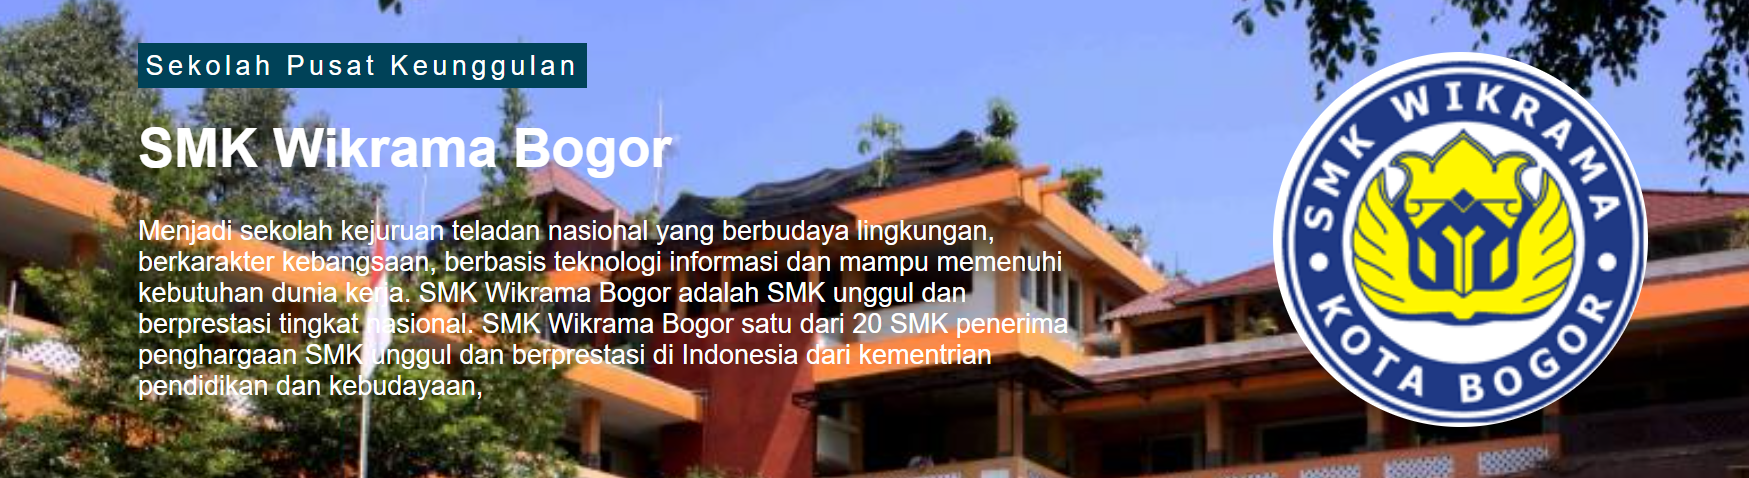 Sekolah Pusat Keunggulan
SMK Wikrama Bogor
Menjadi sekolah kejuruan teladan nasional yang berbudaya lingkungan,
berkarakter kebangsaan, berbasis teknologi informasi dan mampu memenuhi
kebutuhan dunia kerja. SMK Wikrama Bogor adalah SMK unggul dan
berprestasi tingkat nasional. SMK Wikrama Bogor satu dari 20 SMK penerima
penghargaan SMK unggul dan berprestasi di Indonesia dari kementrian
pendidikan dan kebudayaan,
SMK WIKRAMA
KOTA BOGOR